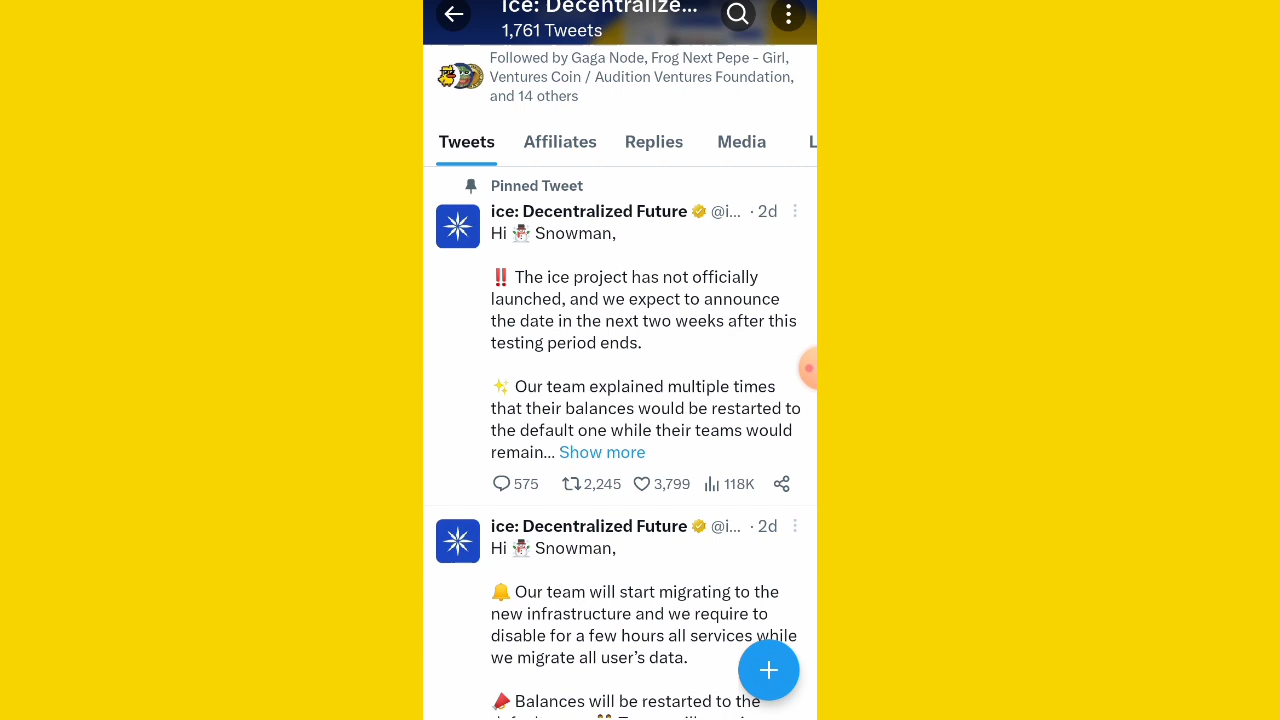 ice: Decentralize...
1,761 Tweets
Followed by Gaga Node, Frog Next Pepe - Girl,
Ventures Coin / Audition Ventures Foundation,
and 14 others
Tweets Affiliates Replies Media L
Pinned Tweet
ice: Decentralized Future @i... · 2d
Hi ☃️ Snowman,
‼️ The ice project has not officially
launched, and we expect to announce
the date in the next two weeks after this
testing period ends.
✨ Our team explained multiple times
that their balances would be restarted to
the default one while their teams would
remain... Show more
575 2,245 3,799 118K
ice: Decentralized Future @i... · 2d
Hi ☃️ Snowman,
🔔 Our team will start migrating to the
new infrastructure and we require to
disable for a few hours all services while
we migrate all user’s data.
📣 Balances will be restarted to the